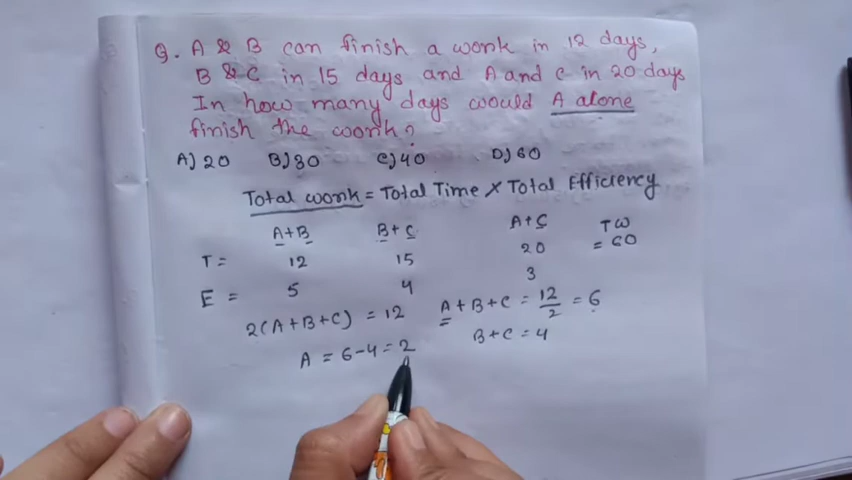 Q. A & B can finish a work in 12 days,
B & C in 15 days and A and C in 20 days
In how many days would A alone
finish the work?
A) 20 B) 30 C) 40 D) 60
Total work = Total Time × Total Efficiency
A+B B+C A+C TW
T = 12 15 20 = 60
E = 5 4 3
2(A+B+C) = 12 A+B+C = 12/2 = 6
A = 6-4 = 2 B+C = 4